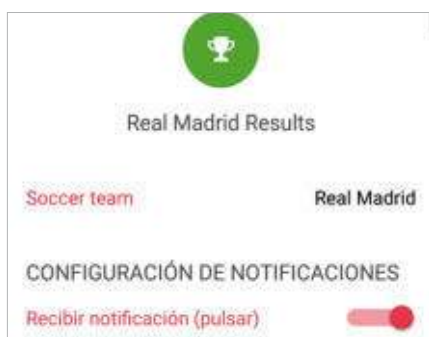 Real Madrid Results
Soccer team Real Madrid
CONFIGURACIÓN DE NOTIFICACIONES
Recibir notificación (pulsar)